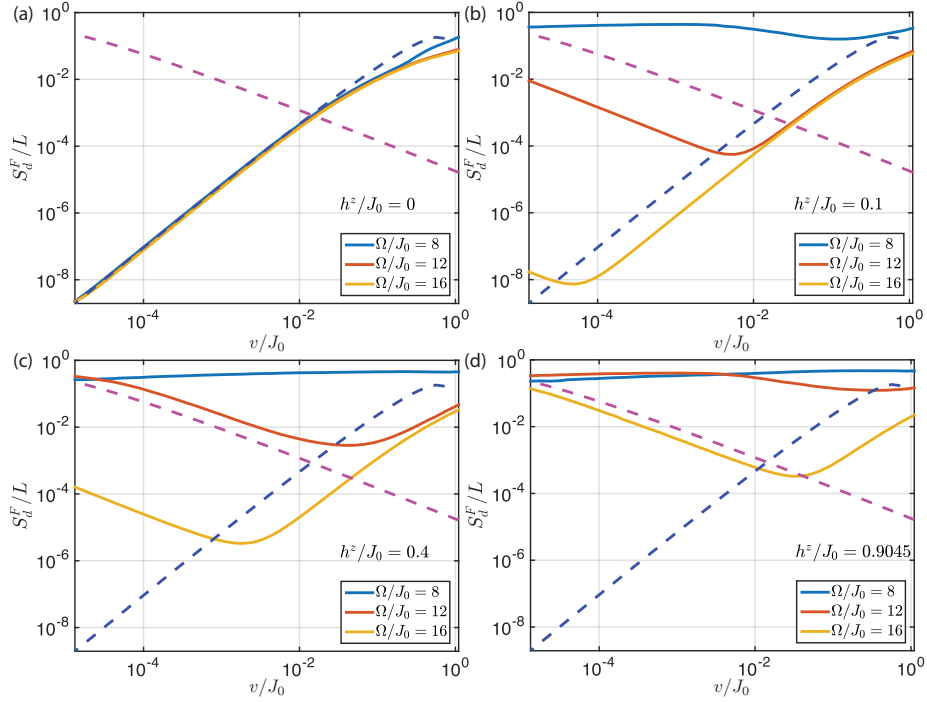 (a)
10^0
10^-2
10^-4
10^-6
10^-8
S_d^F/L
h^z/J_0 = 0
Ω/J_0 = 8
Ω/J_0 = 12
Ω/J_0 = 16
10^-4
10^-2
10^0
v/J_0
(b)
10^0
10^-2
10^-4
10^-6
10^-8
S_d^F/L
h^z/J_0 = 0.1
Ω/J_0 = 8
Ω/J_0 = 12
Ω/J_0 = 16
10^-4
10^-2
10^0
v/J_0
(c)
10^0
10^-2
10^-4
10^-6
10^-8
S_d^F/L
h^z/J_0 = 0.4
Ω/J_0 = 8
Ω/J_0 = 12
Ω/J_0 = 16
10^-4
10^-2
10^0
v/J_0
(d)
10^0
10^-2
10^-4
10^-6
10^-8
S_d^F/L
h^z/J_0 = 0.9045
Ω/J_0 = 8
Ω/J_0 = 12
Ω/J_0 = 16
10^-4
10^-2
10^0
v/J_0